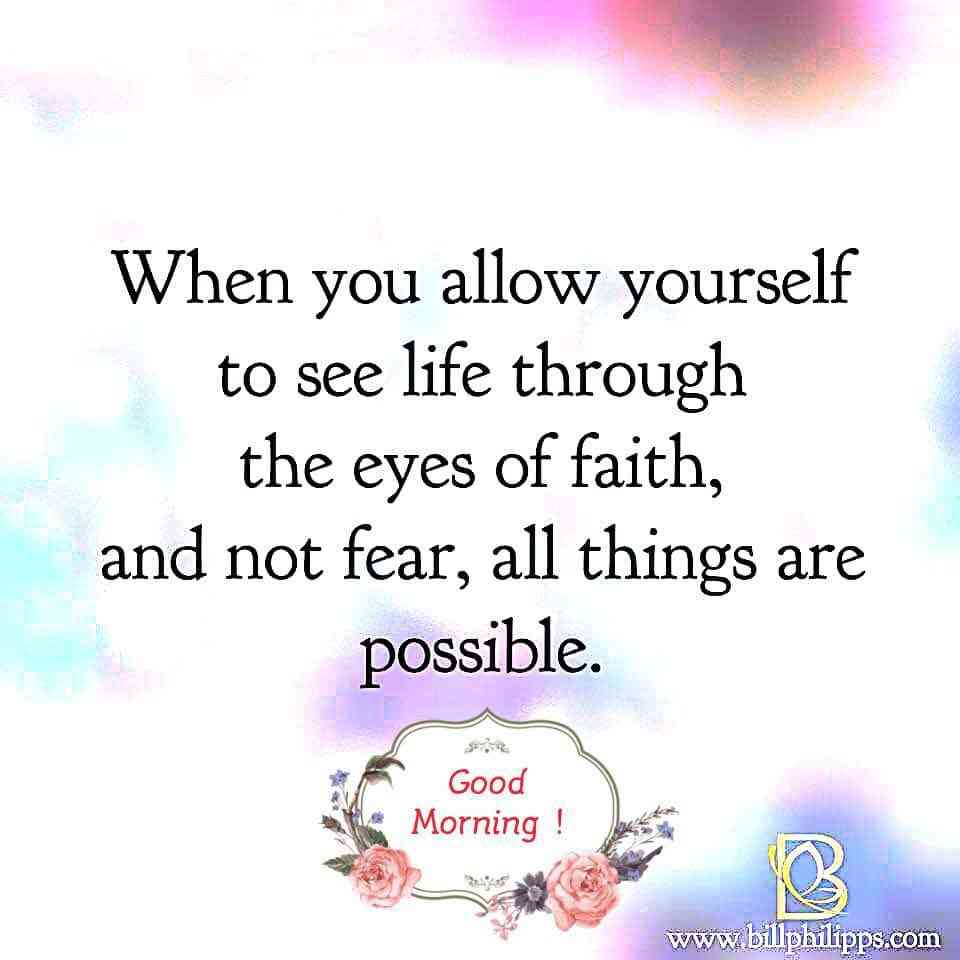 When you allow yourself
to see life through
the eyes of faith,
and not fear, all things are
possible.
Good
Morning !
B
www.billphilipps.com